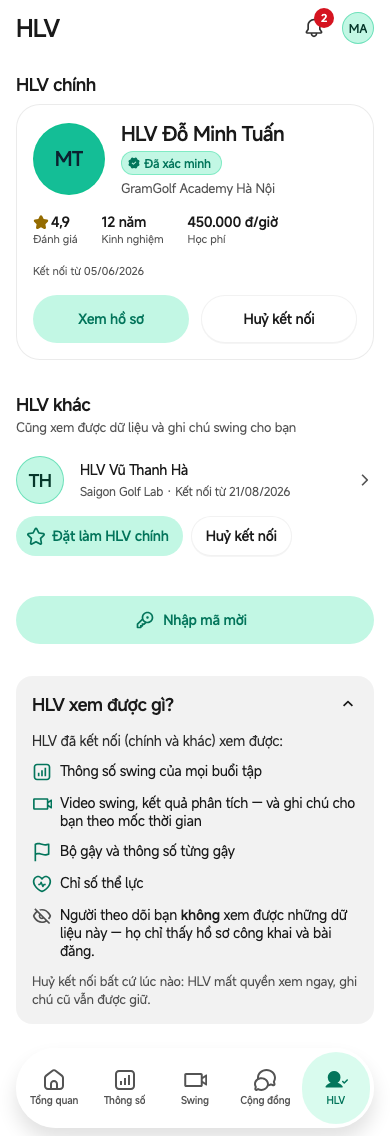 HLV
2
MA
HLV chính
MT
HLV Đỗ Minh Tuấn
Đã xác minh
GramGolf Academy Hà Nội
4,9
Đánh giá
12 năm
Kinh nghiệm
450.000 đ/giờ
Học phí
Kết nối từ 05/06/2026
Xem hồ sơ
Huỷ kết nối
HLV khác
Cũng xem được dữ liệu và ghi chú swing cho bạn
TH
HLV Vũ Thanh Hà
Saigon Golf Lab · Kết nối từ 21/08/2026
Đặt làm HLV chính
Huỷ kết nối
Nhập mã mời
HLV xem được gì?
HLV đã kết nối (chính và khác) xem được:
Thông số swing của mọi buổi tập
Video swing, kết quả phân tích — và ghi chú cho
bạn theo mốc thời gian
Bộ gậy và thông số từng gậy
Chỉ số thể lực
Người theo dõi bạn không xem được những dữ
liệu này — họ chỉ thấy hồ sơ công khai và bài
đăng.
Huỷ kết nối bất cứ lúc nào: HLV mất quyền xem ngay, ghi
chú cũ vẫn được giữ.
Tổng quan
Thông số
Swing
Cộng đồng
HLV